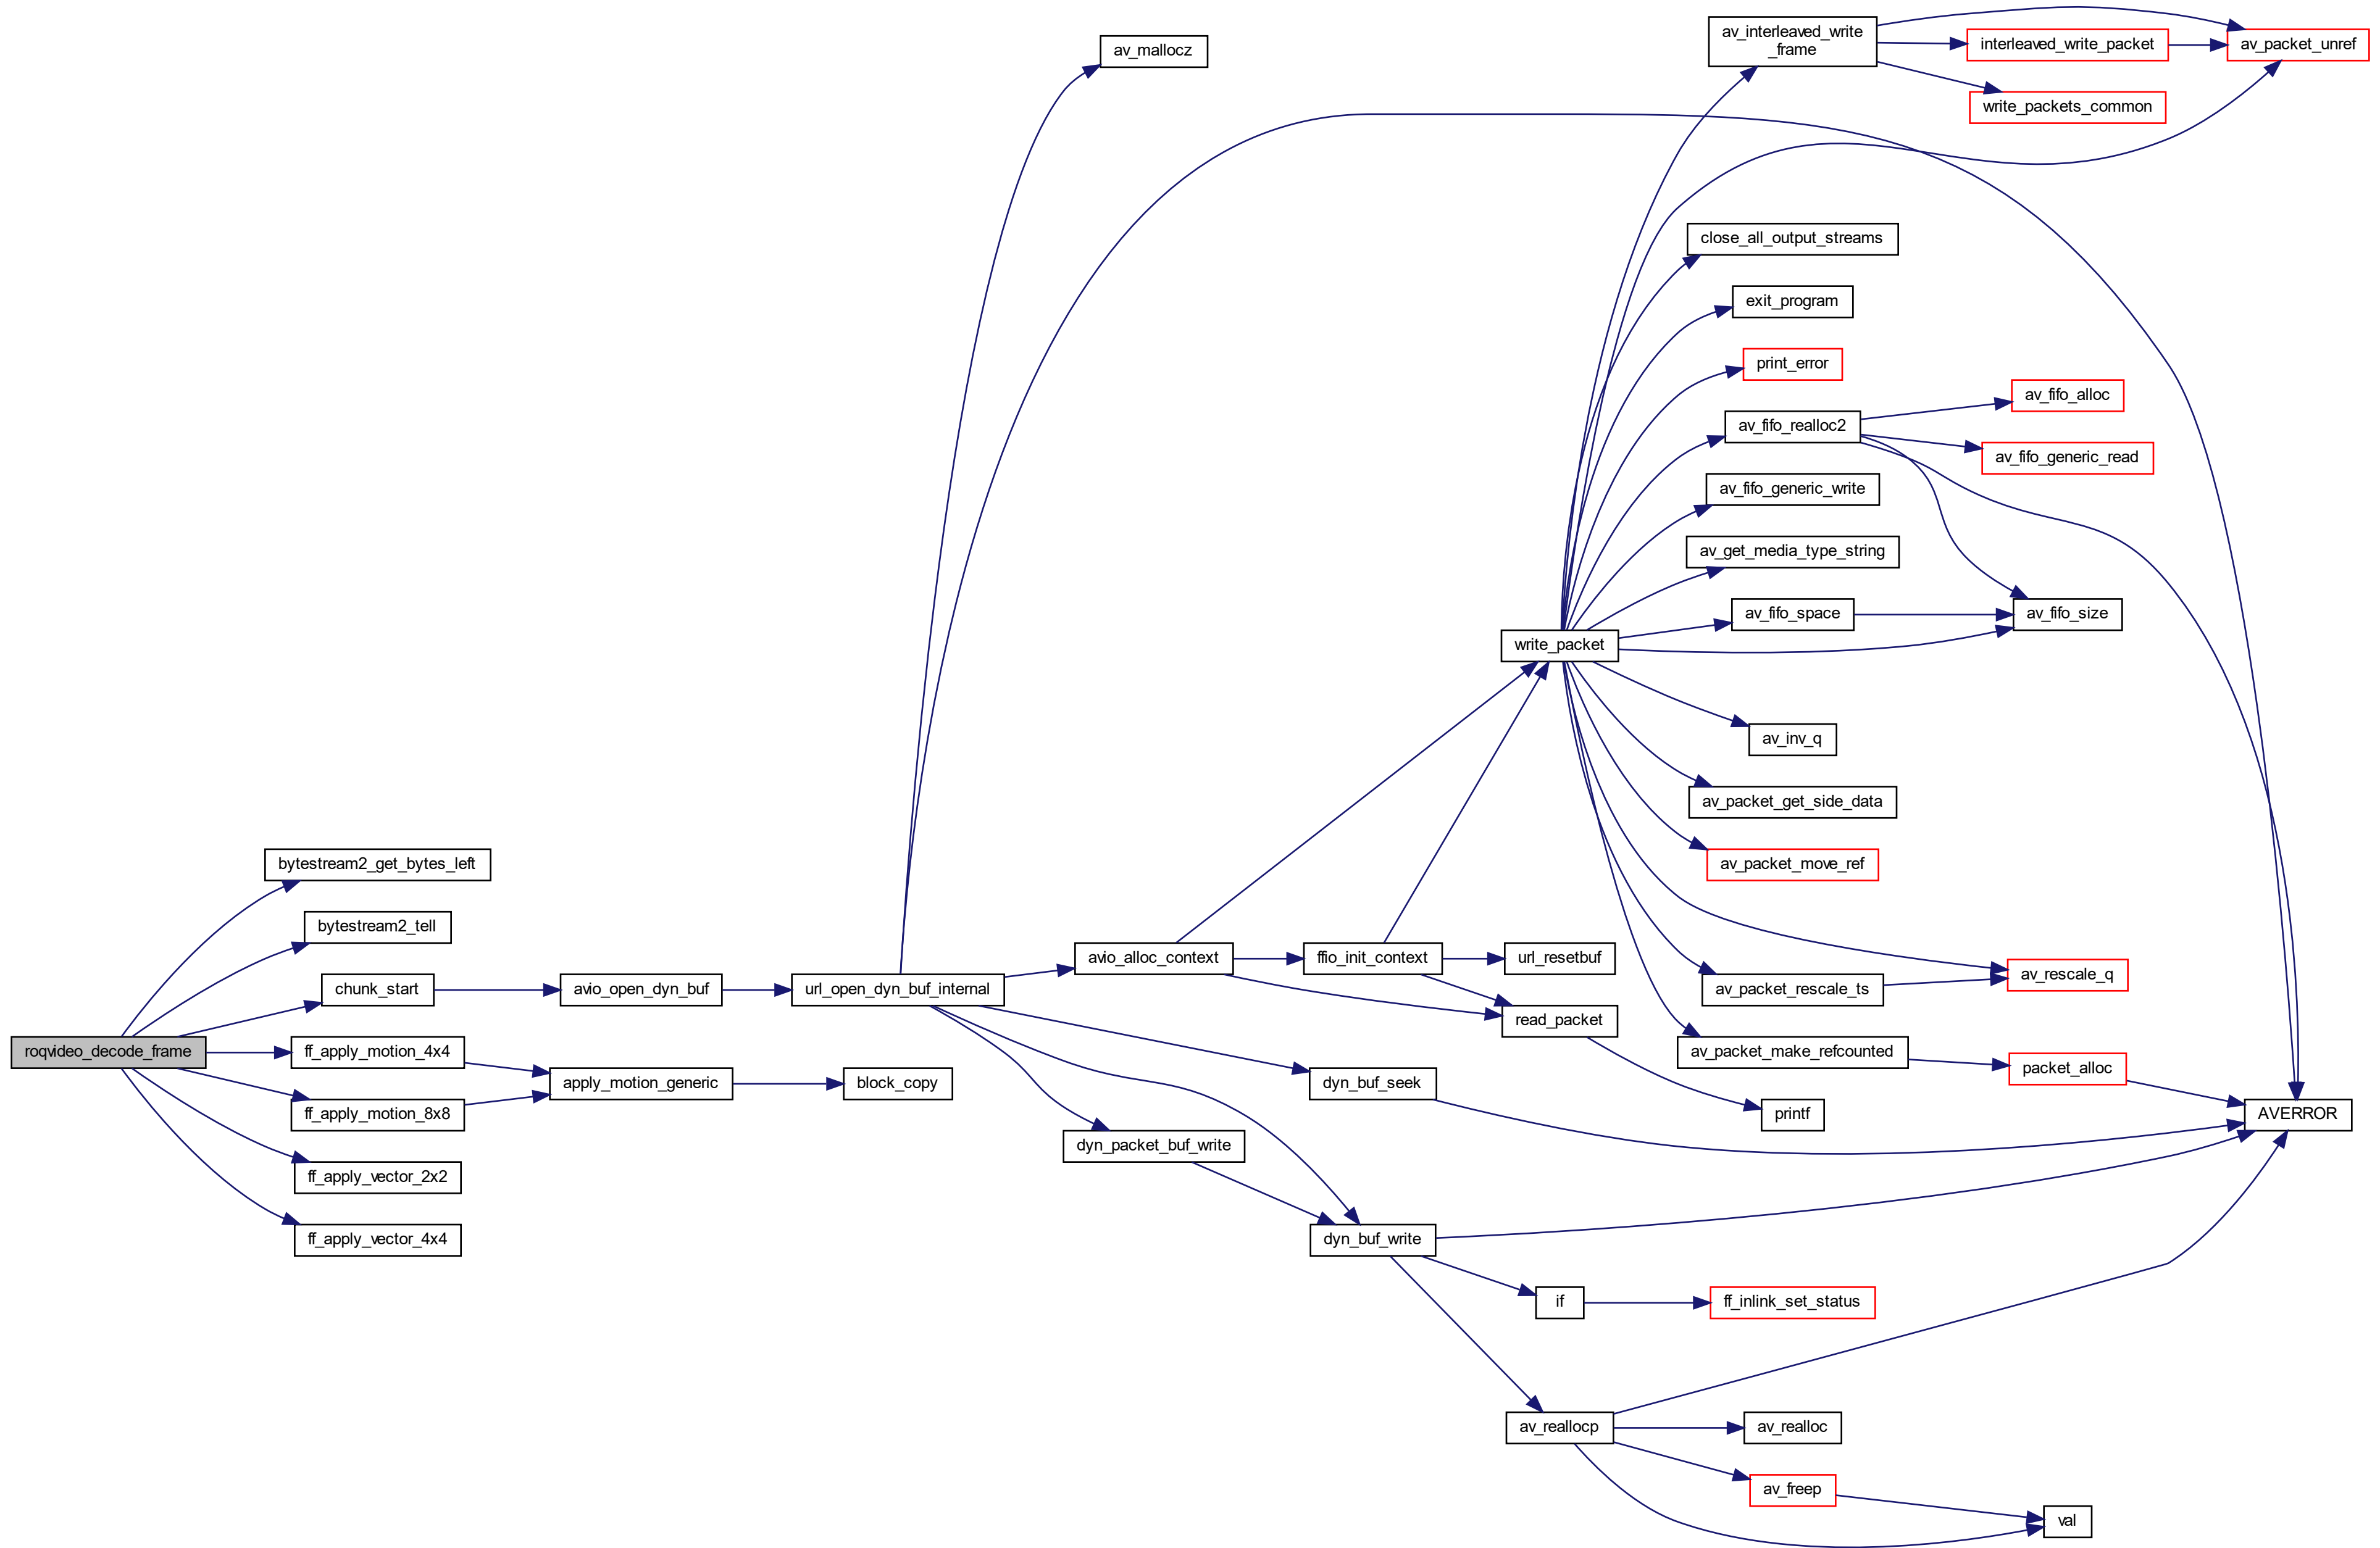 roqvideo_decode_frame
bytestream2_get_bytes_left
bytestream2_tell
chunk_start
ff_apply_motion_4x4
ff_apply_motion_8x8
ff_apply_vector_2x2
ff_apply_vector_4x4
avio_open_dyn_buf
apply_motion_generic
url_open_dyn_buf_internal
block_copy
av_mallocz
avio_alloc_context
dyn_packet_buf_write
ffio_init_context
dyn_buf_seek
dyn_buf_write
write_packet
url_resetbuf
read_packet
if
av_reallocp
av_interleaved_write
_frame
close_all_output_streams
exit_program
print_error
av_fifo_realloc2
av_fifo_generic_write
av_get_media_type_string
av_fifo_space
av_inv_q
av_packet_get_side_data
av_packet_move_ref
av_packet_rescale_ts
av_packet_make_refcounted
printf
ff_inlink_set_status
av_realloc
av_freep
interleaved_write_packet
write_packets_common
av_fifo_alloc
av_fifo_generic_read
av_fifo_size
av_rescale_q
packet_alloc
val
av_packet_unref
AVERROR